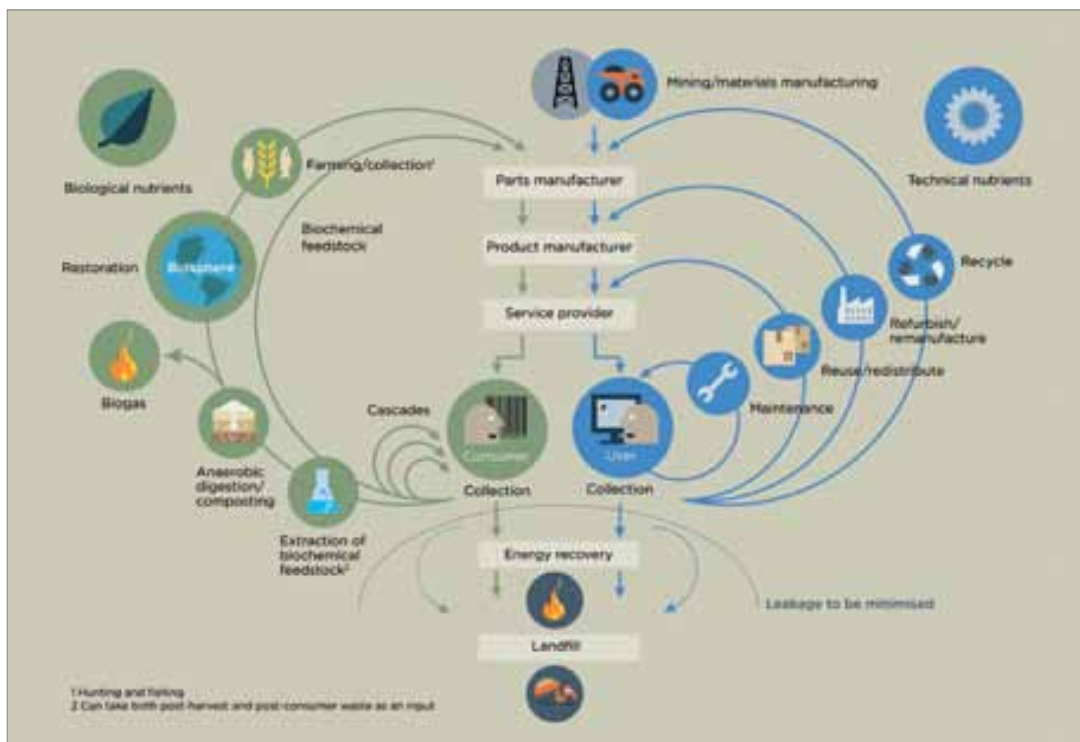 Mining/materials manufacturing
Biological nutrients
Farming/collection¹
Parts manufacturer
Technical nutrients
Biochemical
feedstock
Product manufacturer
Restoration
Biosphere
Recycle
Service provider
Refurbish/
remanufacture
Reuse/redistribute
Biogas
Cascades
Maintenance
Consumer
User
Anaerobic
digestion/
composting
Collection
Collection
Extraction of
biochemical
feedstock²
Energy recovery
Leakage to be minimised
Landfill
1 Hunting and fishing
2 Can take both post-harvest and post-consumer waste as an input